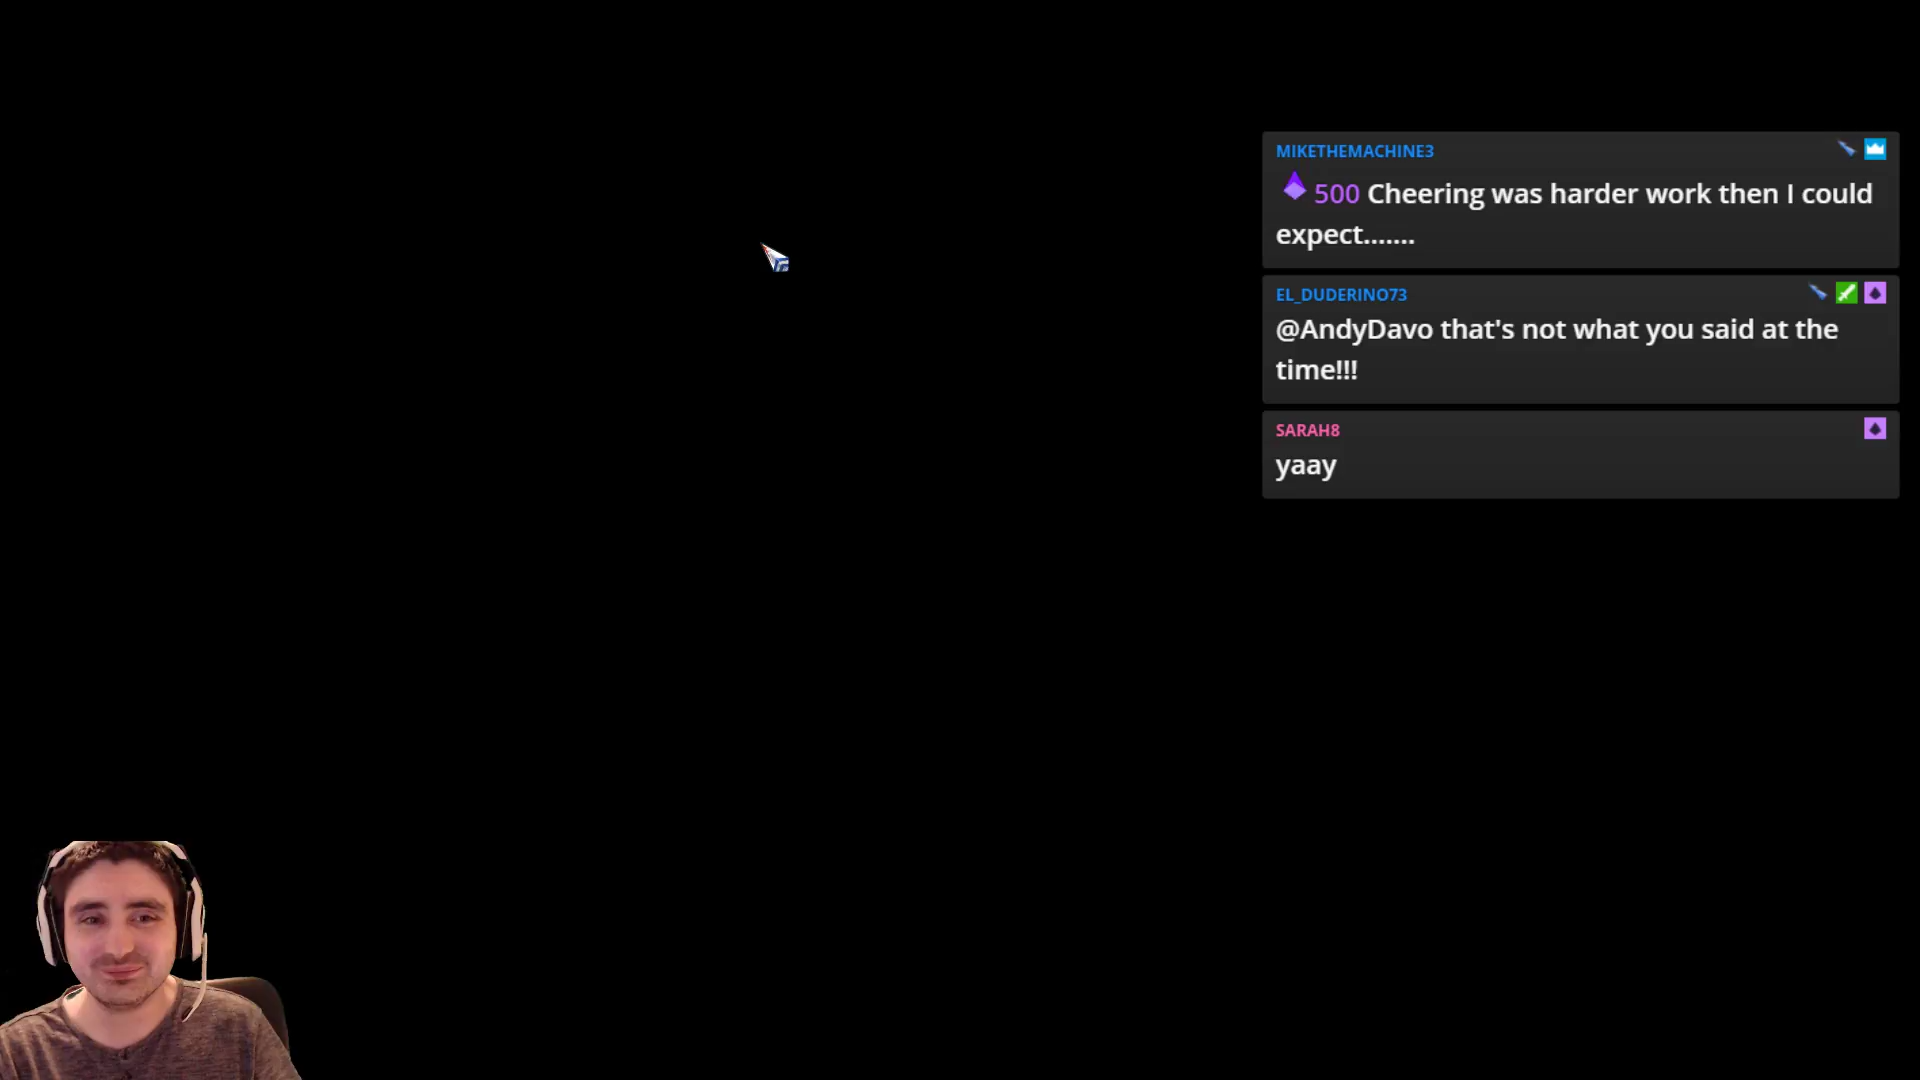 MIKETHEMACHINE3
500 Cheering was harder work then I could
expect.......
EL_DUDERINO73
@AndyDavo that's not what you said at the
time!!!
SARAH8
yaay